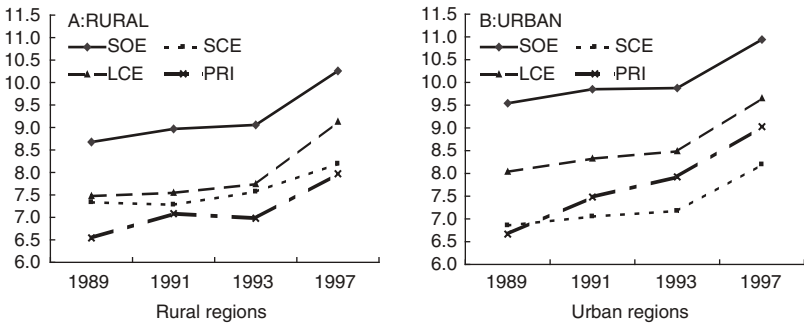 A:RURAL
SOE
SCE
LCE
PRI
11.5
11.0
10.5
10.0
9.5
9.0
8.5
8.0
7.5
7.0
6.5
6.0
1989
1991
1993
1997
Rural regions
B:URBAN
SOE
SCE
LCE
PRI
11.5
11.0
10.5
10.0
9.5
9.0
8.5
8.0
7.5
7.0
6.5
6.0
1989
1991
1993
1997
Urban regions